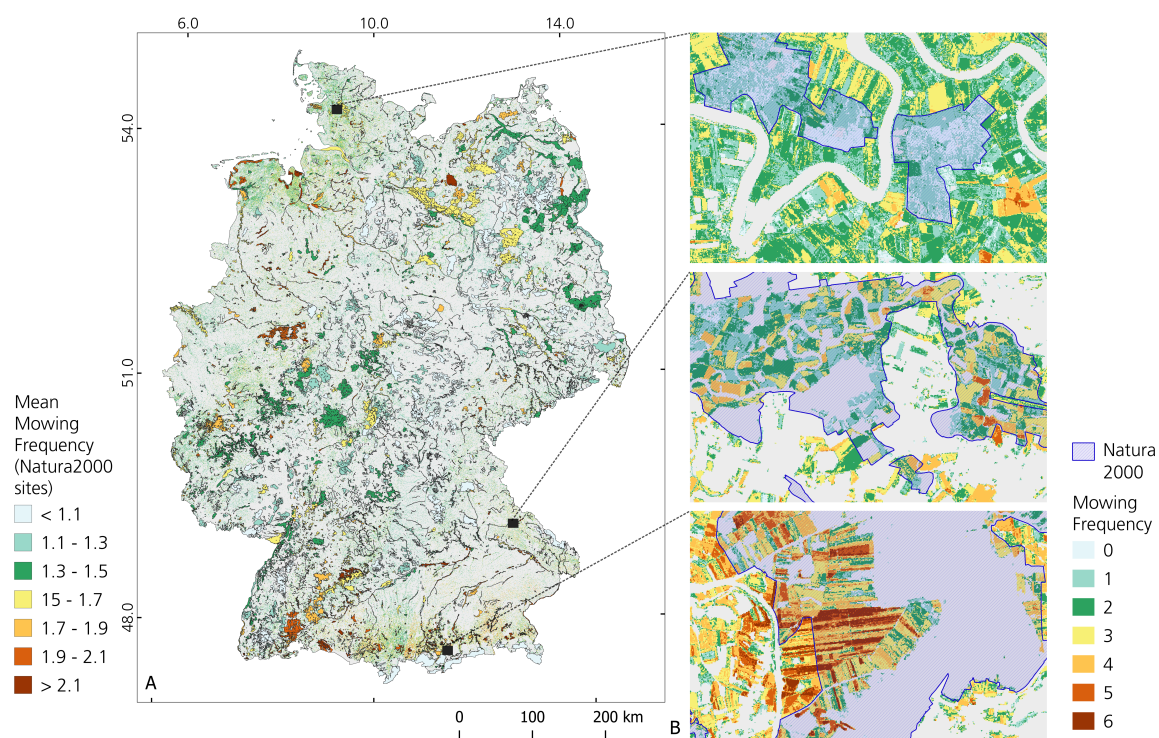 6.0
10.0
14.0
54.0
51.0
48.0
Mean
Mowing
Frequency
(Natura2000
sites)
< 1.1
1.1 - 1.3
1.3 - 1.5
15 - 1.7
1.7 - 1.9
1.9 - 2.1
> 2.1
A
0
100
200 km
B
Natura
2000
Mowing
Frequency
0
1
2
3
4
5
6